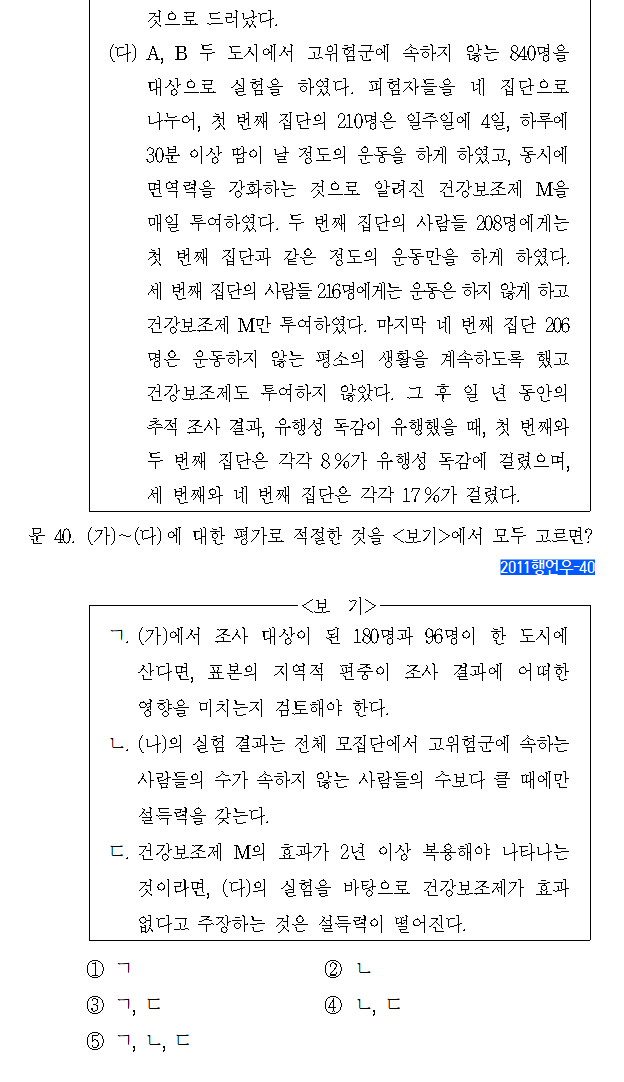 것으로 드러났다.
(다) A, B 두 도시에서 고위험군에 속하지 않는 840명을
대상으로 실험을 하였다. 피험자들을 네 집단으로
나누어, 첫 번째 집단의 210명은 일주일에 4일, 하루에
30분 이상 땀이 날 정도의 운동을 하게 하였고, 동시에
면역력을 강화하는 것으로 알려진 건강보조제 M을
매일 투여하였다. 두 번째 집단의 사람들 208명에게는
첫 번째 집단과 같은 정도의 운동만을 하게 하였다.
세 번째 집단의 사람들 216명에게는 운동은 하지 않게 하고
건강보조제 M만 투여하였다. 마지막 네 번째 집단 206
명은 운동하지 않는 평소의 생활을 계속하도록 했고
건강보조제도 투여하지 않았다. 그 후 일 년 동안의
추적 조사 결과, 유행성 독감이 유행했을 때, 첫 번째와
두 번째 집단은 각각 8%가 유행성 독감에 걸렸으며,
세 번째와 네 번째 집단은 각각 17%가 걸렸다.
문 40. (가)~(다)에 대한 평가로 적절한 것을 <보기>에서 모두 고르면?
2011행언우-40
<보 기>
ㄱ. (가)에서 조사 대상이 된 180명과 96명이 한 도시에
산다면, 표본의 지역적 편중이 조사 결과에 어떠한
영향을 미치는지 검토해야 한다.
ㄴ. (나)의 실험 결과는 전체 모집단에서 고위험군에 속하는
사람들의 수가 속하지 않는 사람들의 수보다 클 때에만
설득력을 갖는다.
ㄷ. 건강보조제 M의 효과가 2년 이상 복용해야 나타나는
것이라면, (다)의 실험을 바탕으로 건강보조제가 효과
없다고 주장하는 것은 설득력이 떨어진다.
① ㄱ ② ㄴ
③ ㄱ, ㄷ ④ ㄴ, ㄷ
⑤ ㄱ, ㄴ, ㄷ